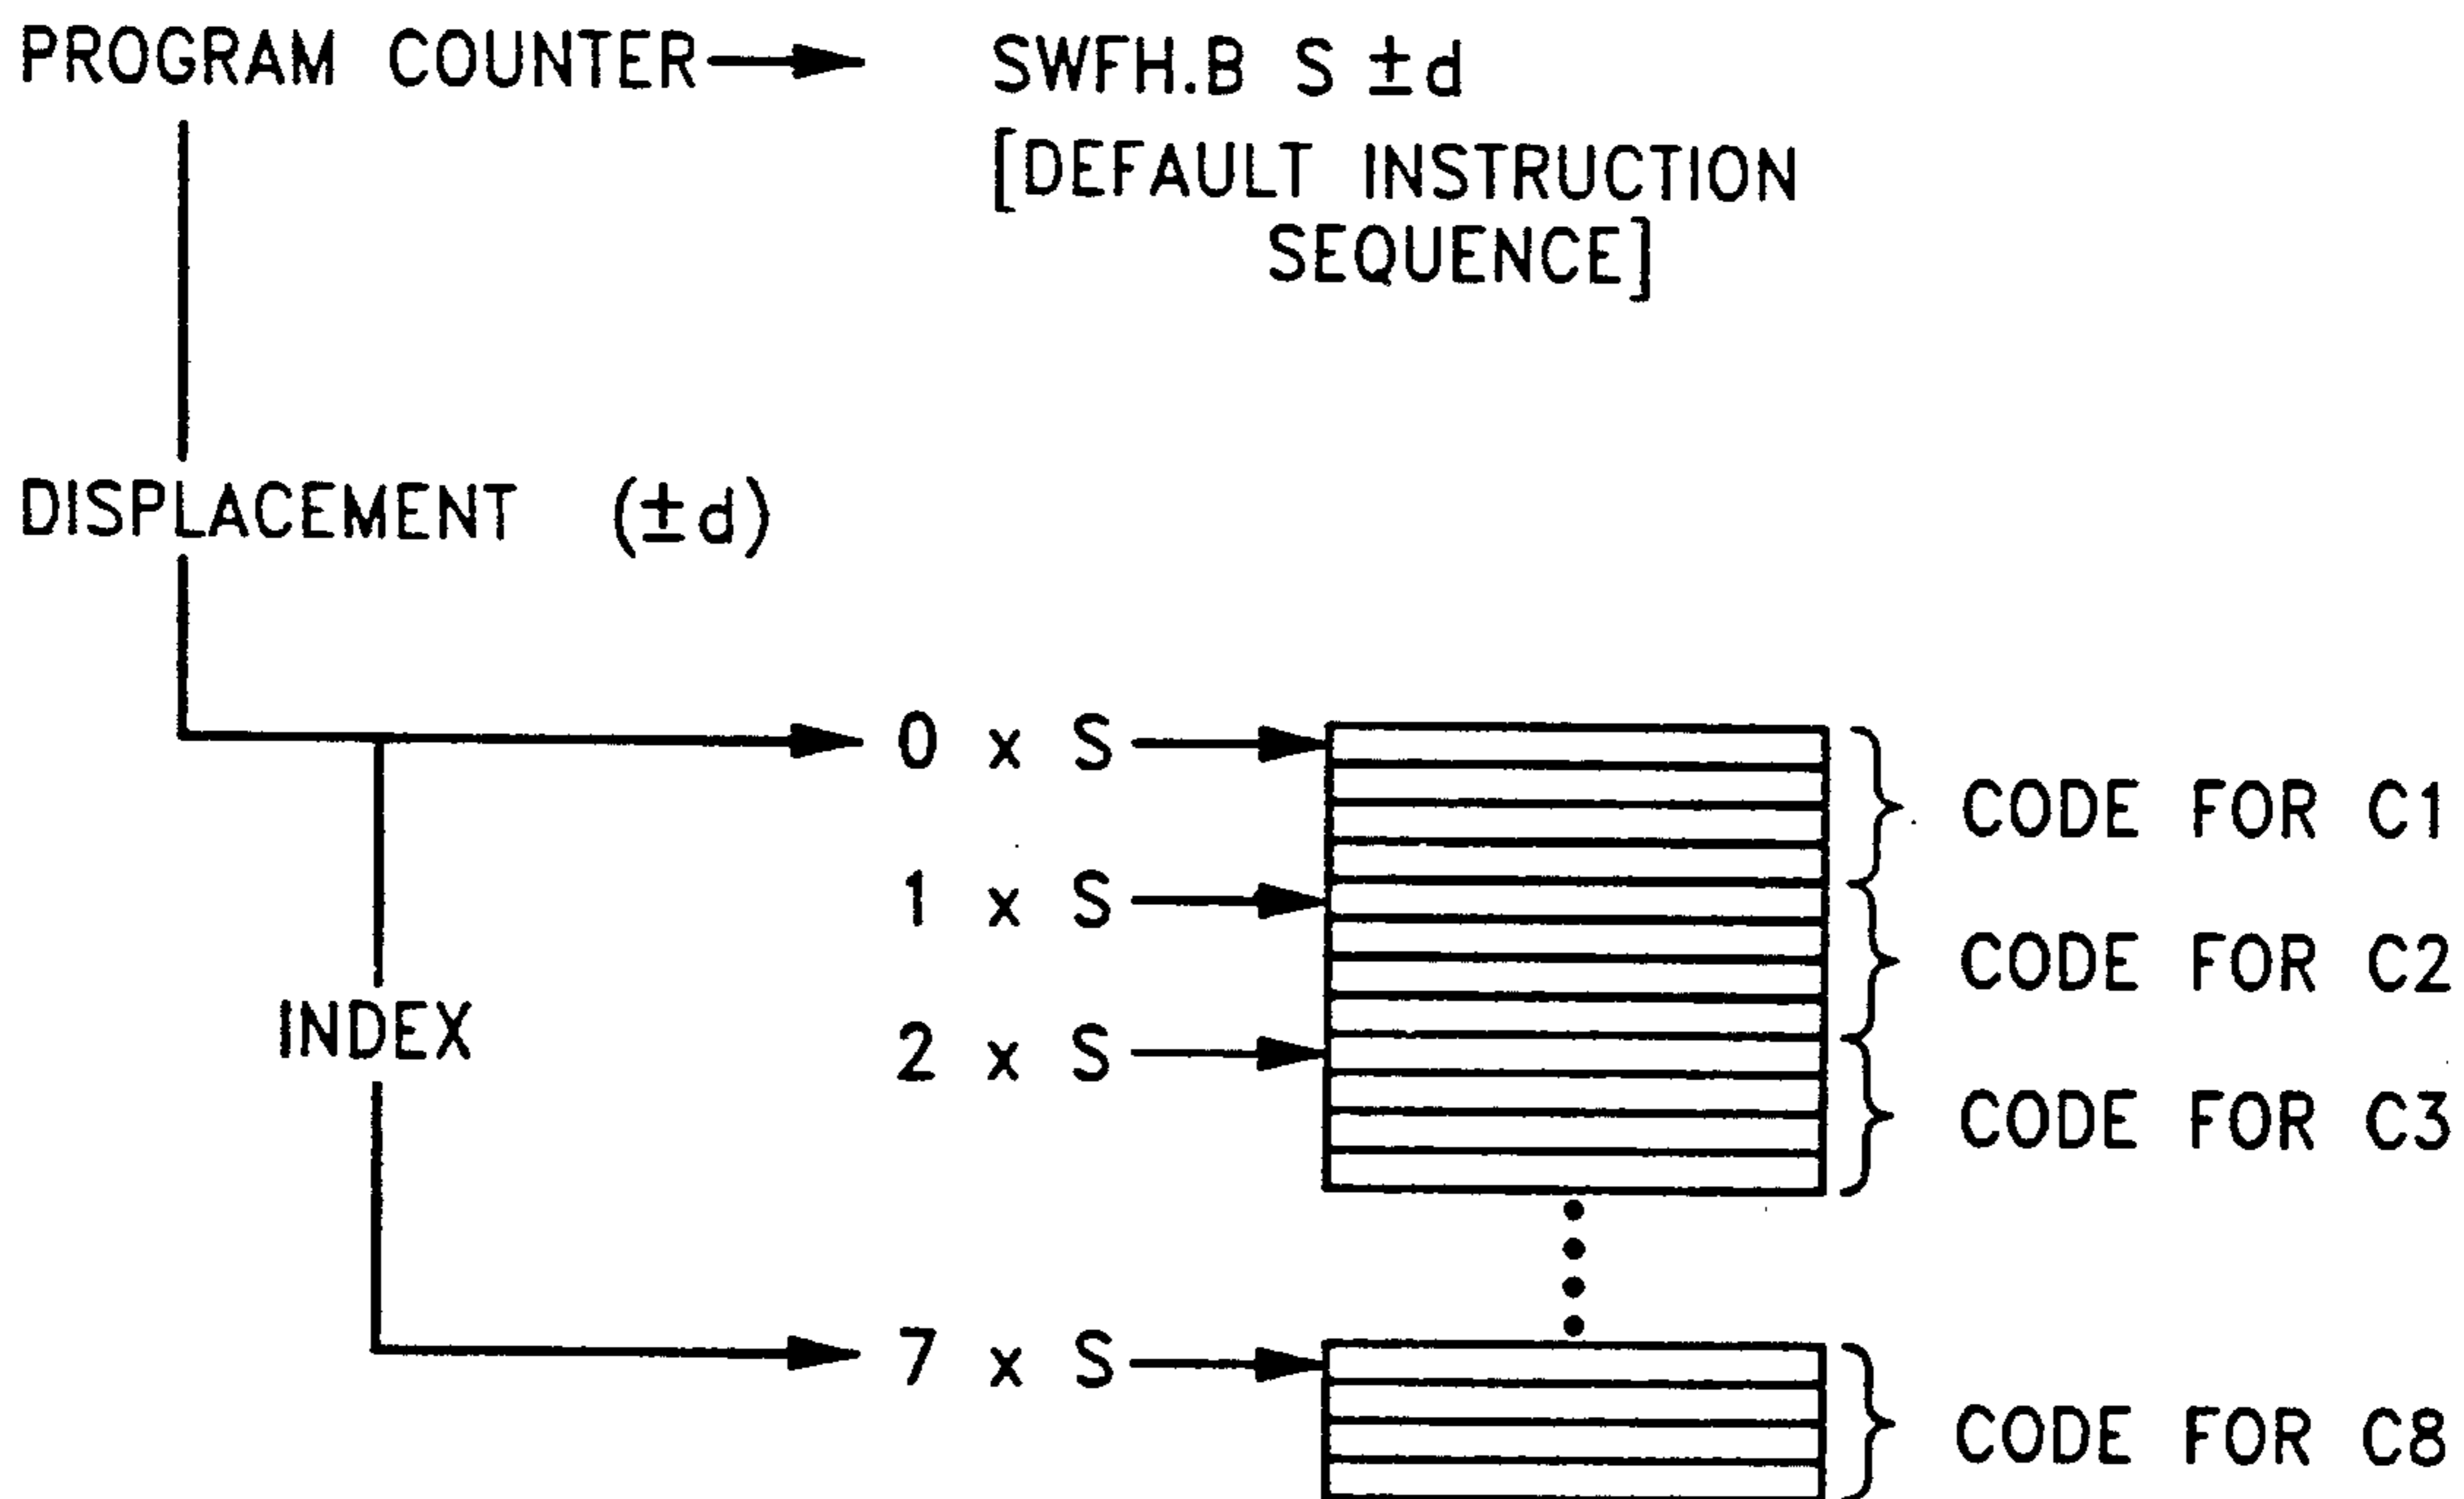 PROGRAM COUNTER
SWFH.B S ±d
[DEFAULT INSTRUCTION
SEQUENCE]
DISPLACEMENT (±d)
0 x S
CODE FOR C1
1 x S
CODE FOR C2
INDEX
2 x S
CODE FOR C3
7 x S
CODE FOR C8